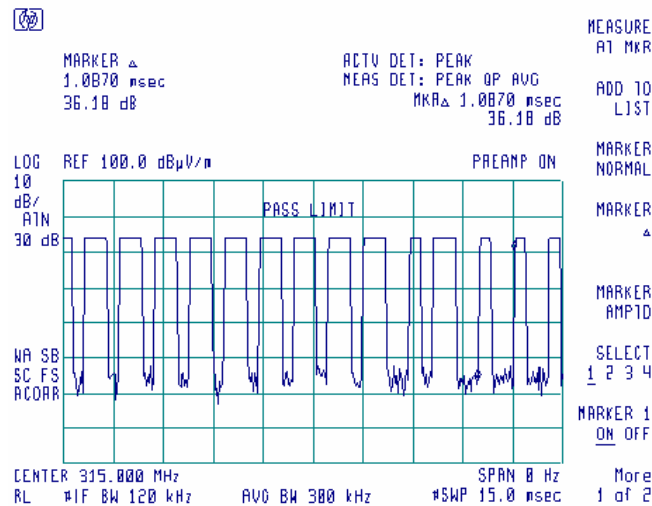 hp
MARKER Δ
1.0870 msec
36.18 dB
ACTV DET: PEAK
MEAS DET: PEAK QP AVG
MKRΔ 1.0870 msec
36.18 dB
LOG REF 100.0 dBμV/m PREAMP ON
10
dB/
ATN
30 dB
PASS LIMIT
WA SB
SC FS
ACORR
CENTER 315.000 MHz SPAN 0 Hz
RL #IF BW 120 kHz AVG BW 300 kHz #SWP 15.0 msec
MEASURE
AT MKR
ADD TO
LIST
MARKER
NORMAL
MARKER
Δ
MARKER
AMPTD
SELECT
1 2 3 4
MARKER 1
ON OFF
More
1 of 2